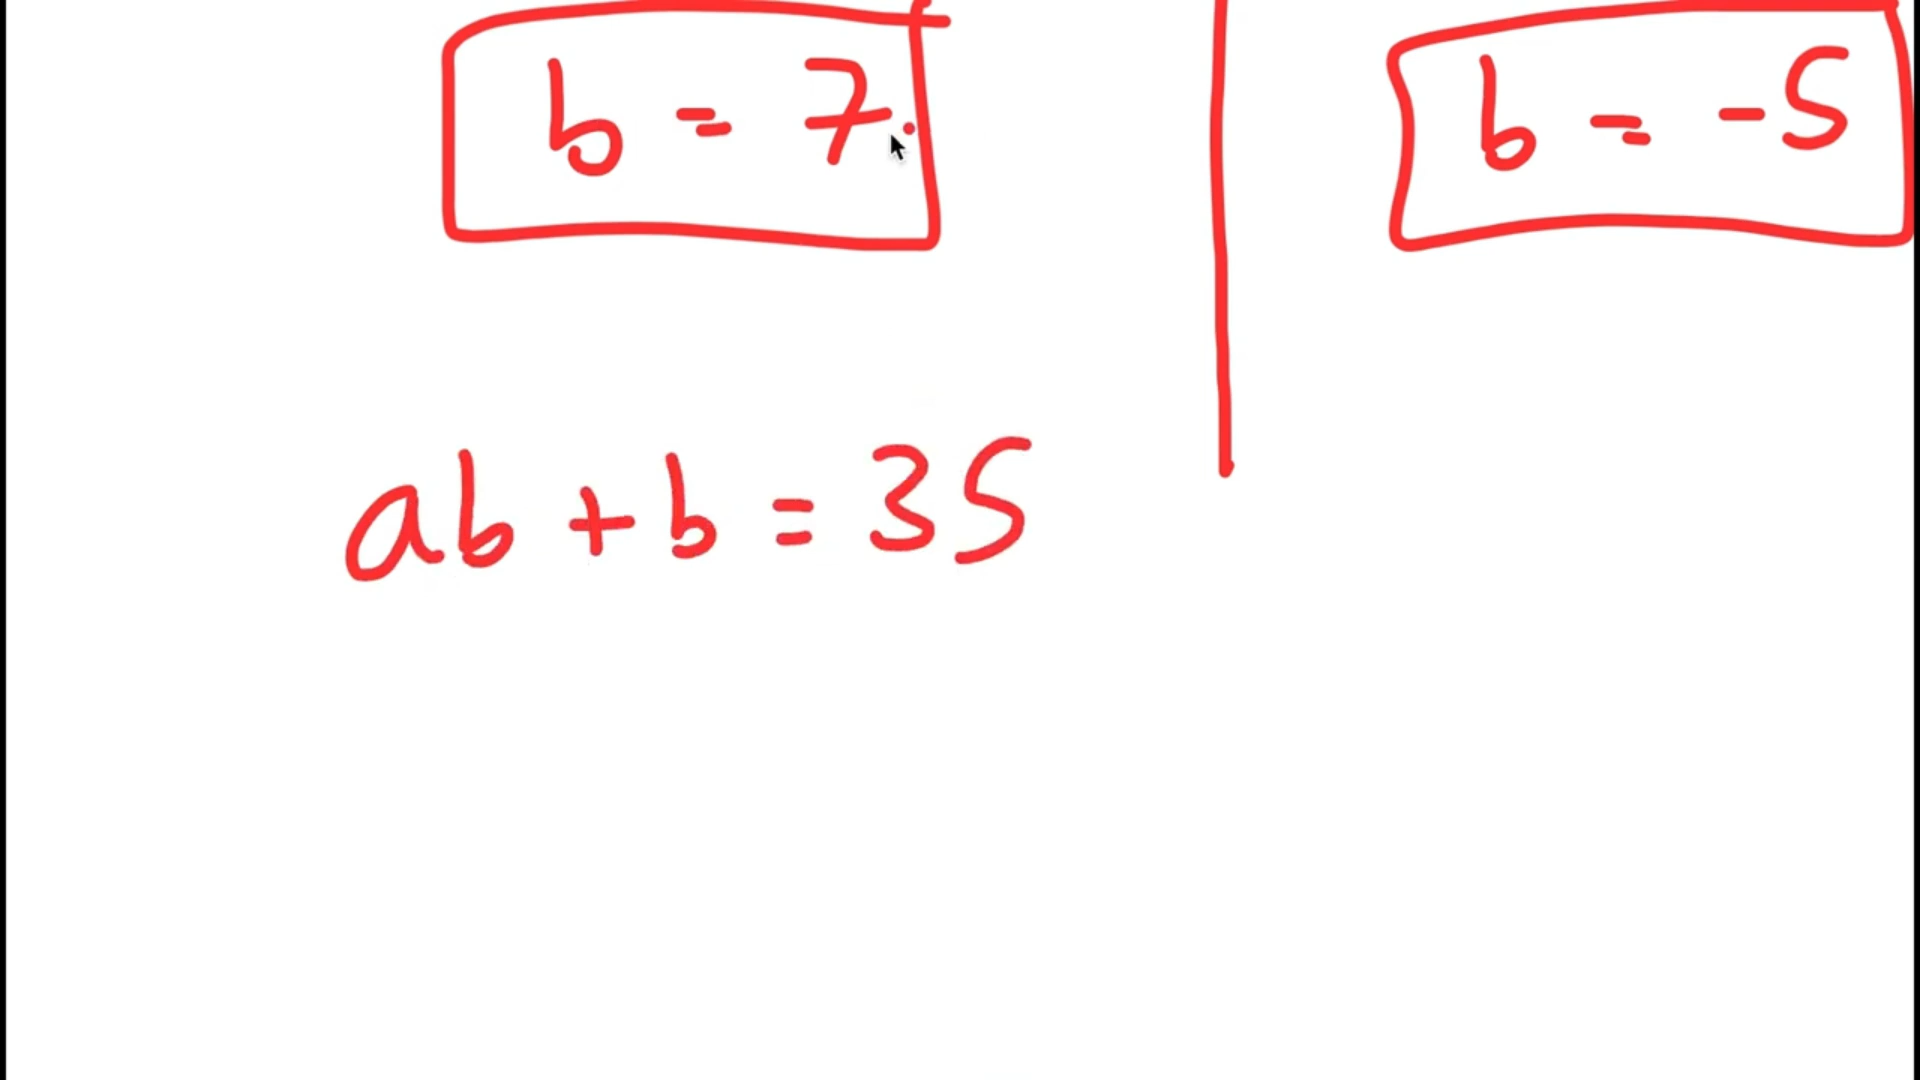 b = 7.
b = -5
ab + b = 35